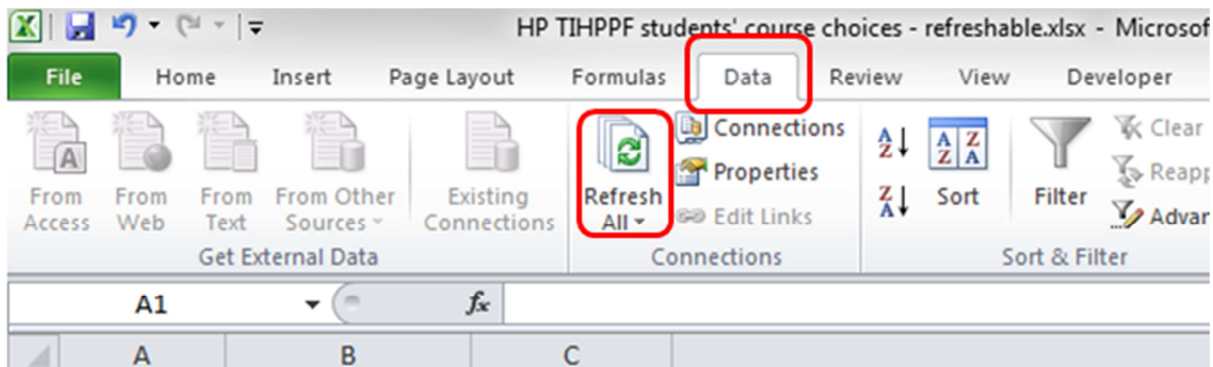 HP TIHPPF students' course choices - refreshable.xlsx - Microsof
File Home Insert Page Layout Formulas Data Review View Developer
From Access
From Web
From Text
From Other Sources
Existing Connections
Get External Data
Refresh All
Connections
Properties
Edit Links
Connections
A Z
Z A
A Z Z A
Sort
Filter
Clear
Reapp
Advan
Sort & Filter
A1 fx
A B C